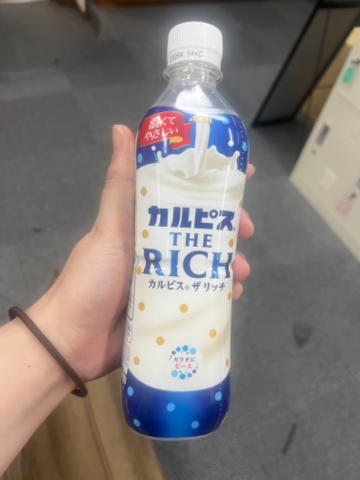 濃くて
やさしい
カルピス®
THE
RICH
カルピス® ザ リッチ
カラダに
ピース